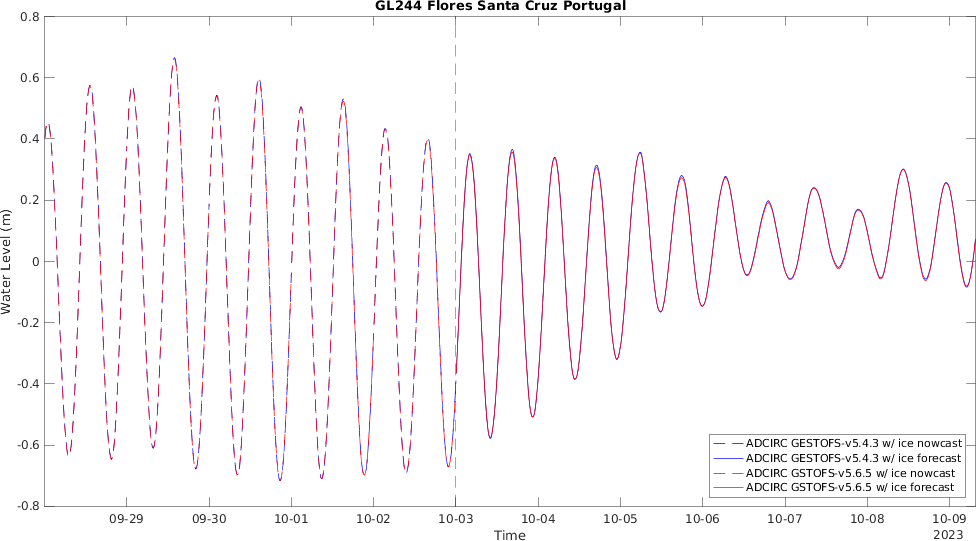 GL244 Flores Santa Cruz Portugal
0.8
0.6
0.4
0.2
0
-0.2
-0.4
-0.6
-0.8
Water Level (m)
ADCIRC GESTOFS-v5.4.3 w/ ice nowcast
ADCIRC GESTOFS-v5.4.3 w/ ice forecast
ADCIRC GSTOFS-v5.6.5 w/ ice nowcast
ADCIRC GSTOFS-v5.6.5 w/ ice forecast
09-29 09-30 10-01 10-02 10-03 10-04 10-05 10-06 10-07 10-08 10-09
2023
Time